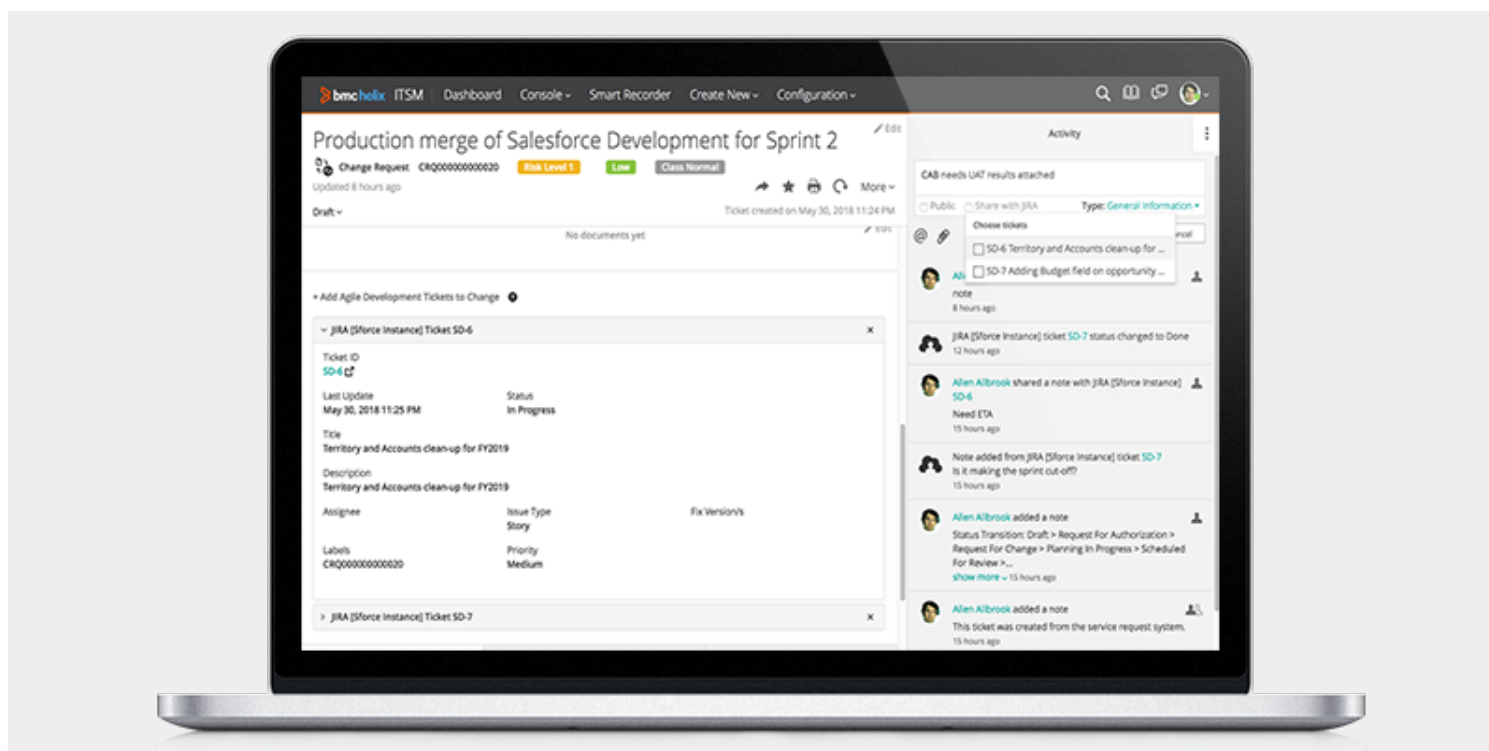 bmchelix ITSM Dashboard Console Smart Recorder Create New Configuration
Production merge of Salesforce Development for Sprint 2
Edit
Change Request CRQ000000000020 Risk Level 1 Low Class Normal
Updated 8 hours ago
More
Draft
Ticket created on May 30, 2018 11:24 PM
No documents yet
Edit
+ Add Agile Development Tickets to Change
JIRA [Sforce Instance] Ticket SD-6
Ticket ID
SD-6
Last Update Status
May 30, 2018 11:25 PM In Progress
Title
Territory and Accounts clean-up for FY2019
Description
Territory and Accounts clean-up for FY2019
Assignee Issue Type Fix Version/s
Story
Labels Priority
CRQ000000000020 Medium
JIRA [Sforce Instance] Ticket SD-7
Activity
CAB needs UAT results attached
Public Share with JIRA Type: General Information
Choose tickets
SD-6 Territory and Accounts clean-up for ...
SD-7 Adding Budget field on opportunity ...
note
8 hours ago
JIRA [Sforce Instance] ticket SD-7 status changed to Done
12 hours ago
Allen Allbrook shared a note with JIRA [Sforce Instance]
SD-6
Need ETA
15 hours ago
Note added from JIRA [Sforce Instance] ticket SD-7
Is it making the sprint cut-off?
15 hours ago
Allen Allbrook added a note
Status Transition: Draft > Request For Authorization >
Request For Change > Planning In Progress > Scheduled
For Review >...
show more 15 hours ago
Allen Allbrook added a note
This ticket was created from the service request system.
15 hours ago